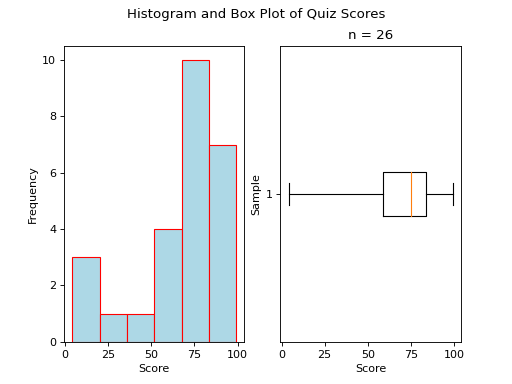 Histogram and Box Plot of Quiz Scores
n = 26
10
8
6
4
2
0
Frequency
0 25 50 75 100
Score
Sample
1
0 25 50 75 100
Score